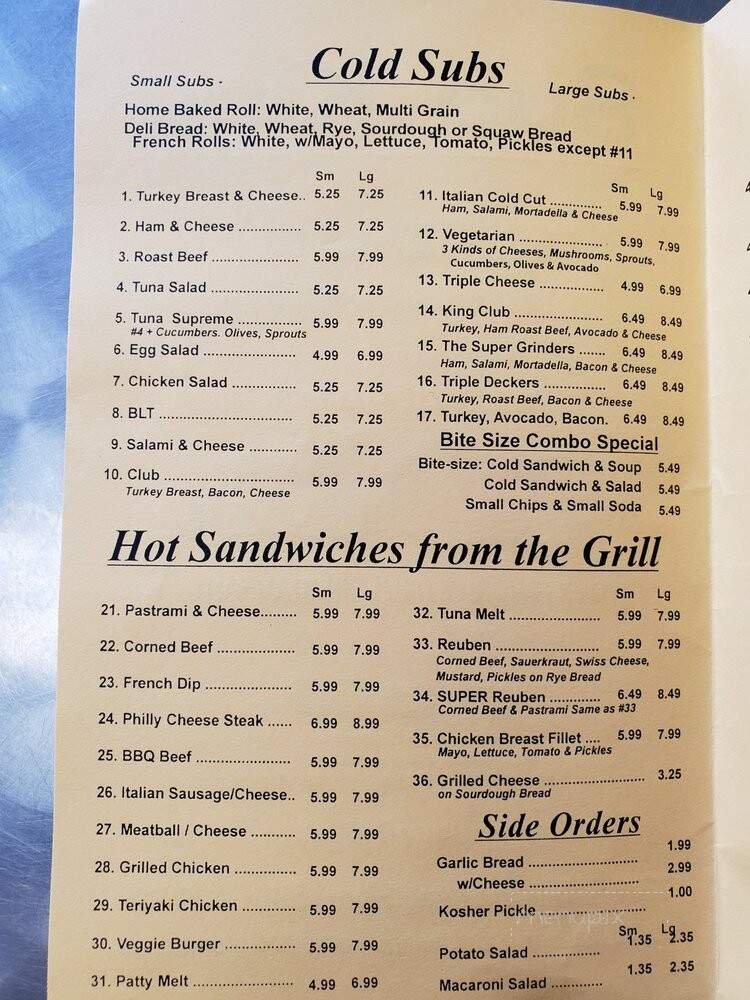 Cold Subs
Small Subs -
Large Subs -
Home Baked Roll: White, Wheat, Multi Grain
Deli Bread: White, Wheat, Rye, Sourdough or Squaw Bread
French Rolls: White, w/Mayo, Lettuce, Tomato, Pickles except #11
Sm Lg
1. Turkey Breast & Cheese.. 5.25 7.25
2. Ham & Cheese ................ 5.25 7.25
3. Roast Beef ...................... 5.99 7.99
4. Tuna Salad ...................... 5.25 7.25
5. Tuna Supreme ................ 5.99 7.99
#4 + Cucumbers. Olives, Sprouts
6. Egg Salad ....................... 4.99 6.99
7. Chicken Salad ................ 5.25 7.25
8. BLT ................................. 5.25 7.25
9. Salami & Cheese ............ 5.25 7.25
10. Club ................................ 5.99 7.99
Turkey Breast, Bacon, Cheese
Sm Lg
11. Italian Cold Cut ............. 5.99 7.99
Ham, Salami, Mortadella & Cheese
12. Vegetarian ..................... 5.99 7.99
3 Kinds of Cheeses, Mushrooms, Sprouts,
Cucumbers, Olives & Avocado
13. Triple Cheese ................ 4.99 6.99
14. King Club ...................... 6.49 8.49
Turkey, Ham Roast Beef, Avocado & Cheese
15. The Super Grinders ....... 6.49 8.49
Ham, Salami, Mortadella, Bacon & Cheese
16. Triple Deckers ............... 6.49 8.49
Turkey, Roast Beef, Bacon & Cheese
17. Turkey, Avocado, Bacon. 6.49 8.49
Bite Size Combo Special
Bite-size: Cold Sandwich & Soup 5.49
Cold Sandwich & Salad 5.49
Small Chips & Small Soda 5.49
Hot Sandwiches from the Grill
Sm Lg
21. Pastrami & Cheese......... 5.99 7.99
22. Corned Beef ................... 5.99 7.99
23. French Dip ..................... 5.99 7.99
24. Philly Cheese Steak ...... 6.99 8.99
25. BBQ Beef ....................... 5.99 7.99
26. Italian Sausage/Cheese.. 5.99 7.99
27. Meatball / Cheese ........... 5.99 7.99
28. Grilled Chicken ............... 5.99 7.99
29. Teriyaki Chicken ............. 5.99 7.99
30. Veggie Burger ................. 5.99 7.99
31. Patty Melt ......................... 4.99 6.99
Sm Lg
32. Tuna Melt ....................... 5.99 7.99
33. Reuben .......................... 5.99 7.99
Corned Beef, Sauerkraut, Swiss Cheese,
Mustard, Pickles on Rye Bread
34. SUPER Reuben ............. 6.49 8.49
Corned Beef & Pastrami Same as #33
35. Chicken Breast Fillet .... 5.99 7.99
Mayo, Lettuce, Tomato & Pickles
36. Grilled Cheese ......................... 3.25
on Sourdough Bread
Side Orders
Garlic Bread ........................... 1.99
w/Cheese ............................. 2.99
Kosher Pickle .......................... 1.00
Sm Lg
Potato Salad .................... 1.35 2.35
Macaroni Salad ............. 1.35 2.35